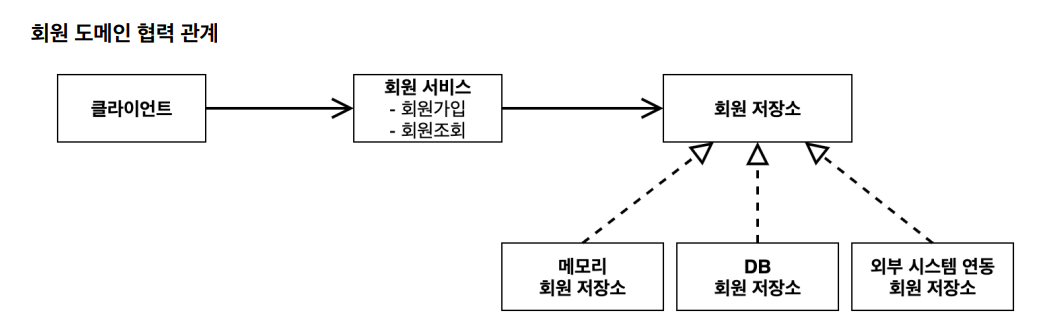 회원 도메인 협력 관계
클라이언트
회원 서비스
- 회원가입
- 회원조회
회원 저장소
메모리
회원 저장소
DB
회원 저장소
외부 시스템 연동
회원 저장소